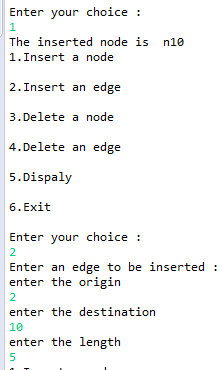 Enter your choice :
1
The inserted node is  n10
1.Insert a node
2.Insert an edge
3.Delete a node
4.Delete an edge
5.Dispaly
6.Exit
Enter your choice :
2
Enter an edge to be inserted :
enter the origin
2
enter the destination
10
enter the length
5